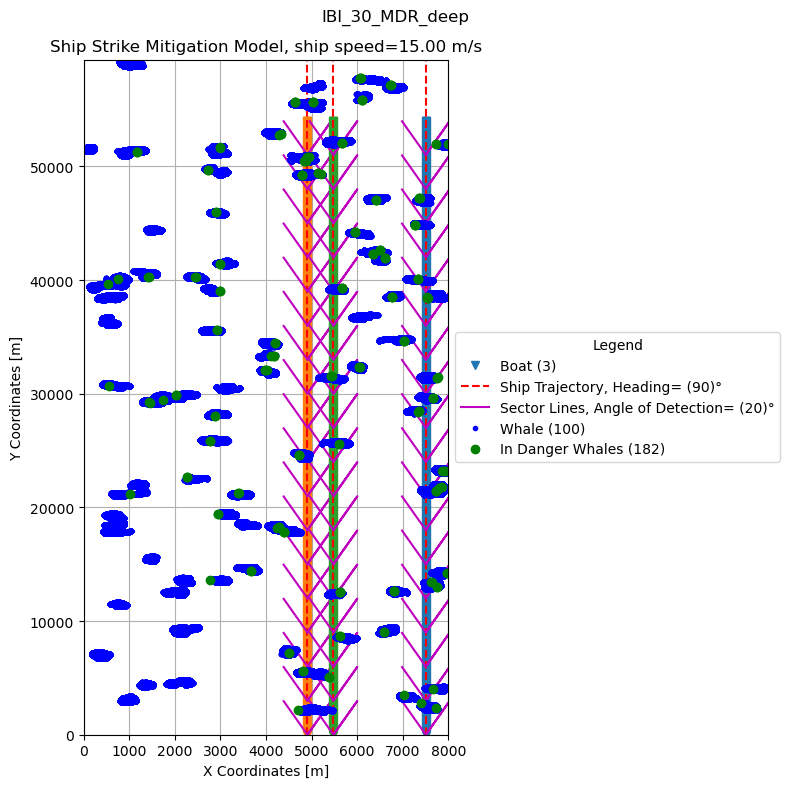 IBI_30_MDR_deep
Ship Strike Mitigation Model, ship speed=15.00 m/s
Y Coordinates [m]
50000
40000
30000
20000
10000
0
0 1000 2000 3000 4000 5000 6000 7000 8000
X Coordinates [m]
Legend
Boat (3)
Ship Trajectory, Heading= (90)°
Sector Lines, Angle of Detection= (20)°
Whale (100)
In Danger Whales (182)